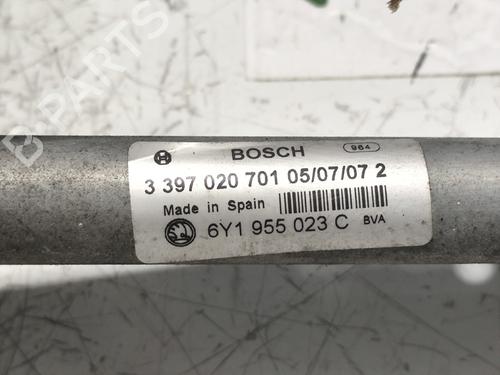 B-PARTS
BOSCH 964
3 397 020 701 05/07/07 2
Made in Spain
6Y1 955 023 C BVA